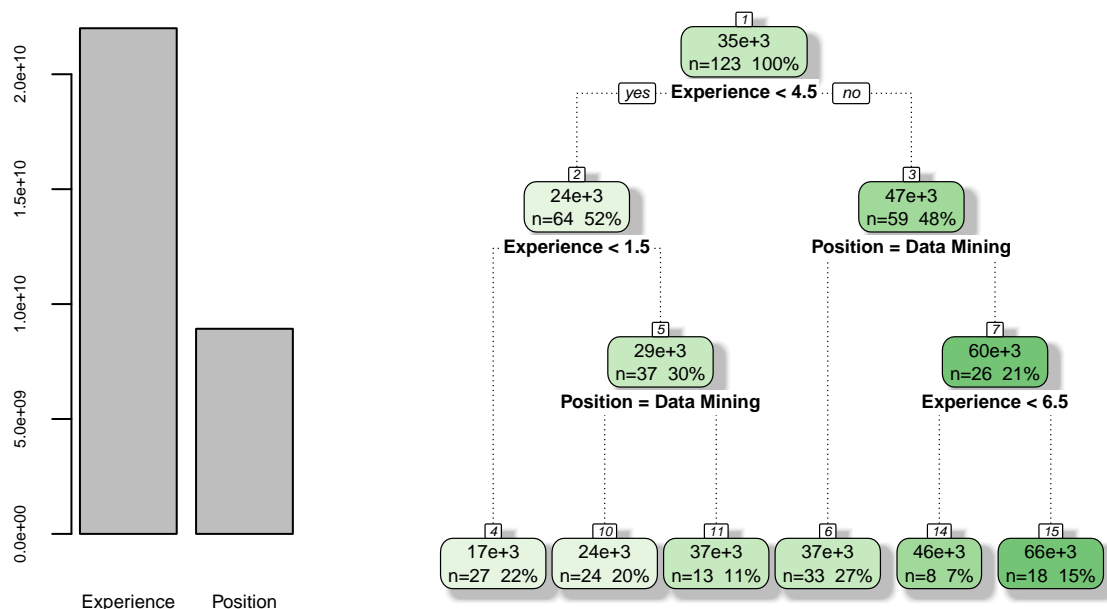 0.0e+00 5.0e+09 1.0e+10 1.5e+10 2.0e+10
Experience Position
1
35e+3
n=123 100%
yes Experience < 4.5 no
2
24e+3
n=64 52%
Experience < 1.5
3
47e+3
n=59 48%
Position = Data Mining
5
29e+3
n=37 30%
Position = Data Mining
7
60e+3
n=26 21%
Experience < 6.5
4
17e+3
n=27 22%
10
24e+3
n=24 20%
11
37e+3
n=13 11%
6
37e+3
n=33 27%
14
46e+3
n=8 7%
15
66e+3
n=18 15%